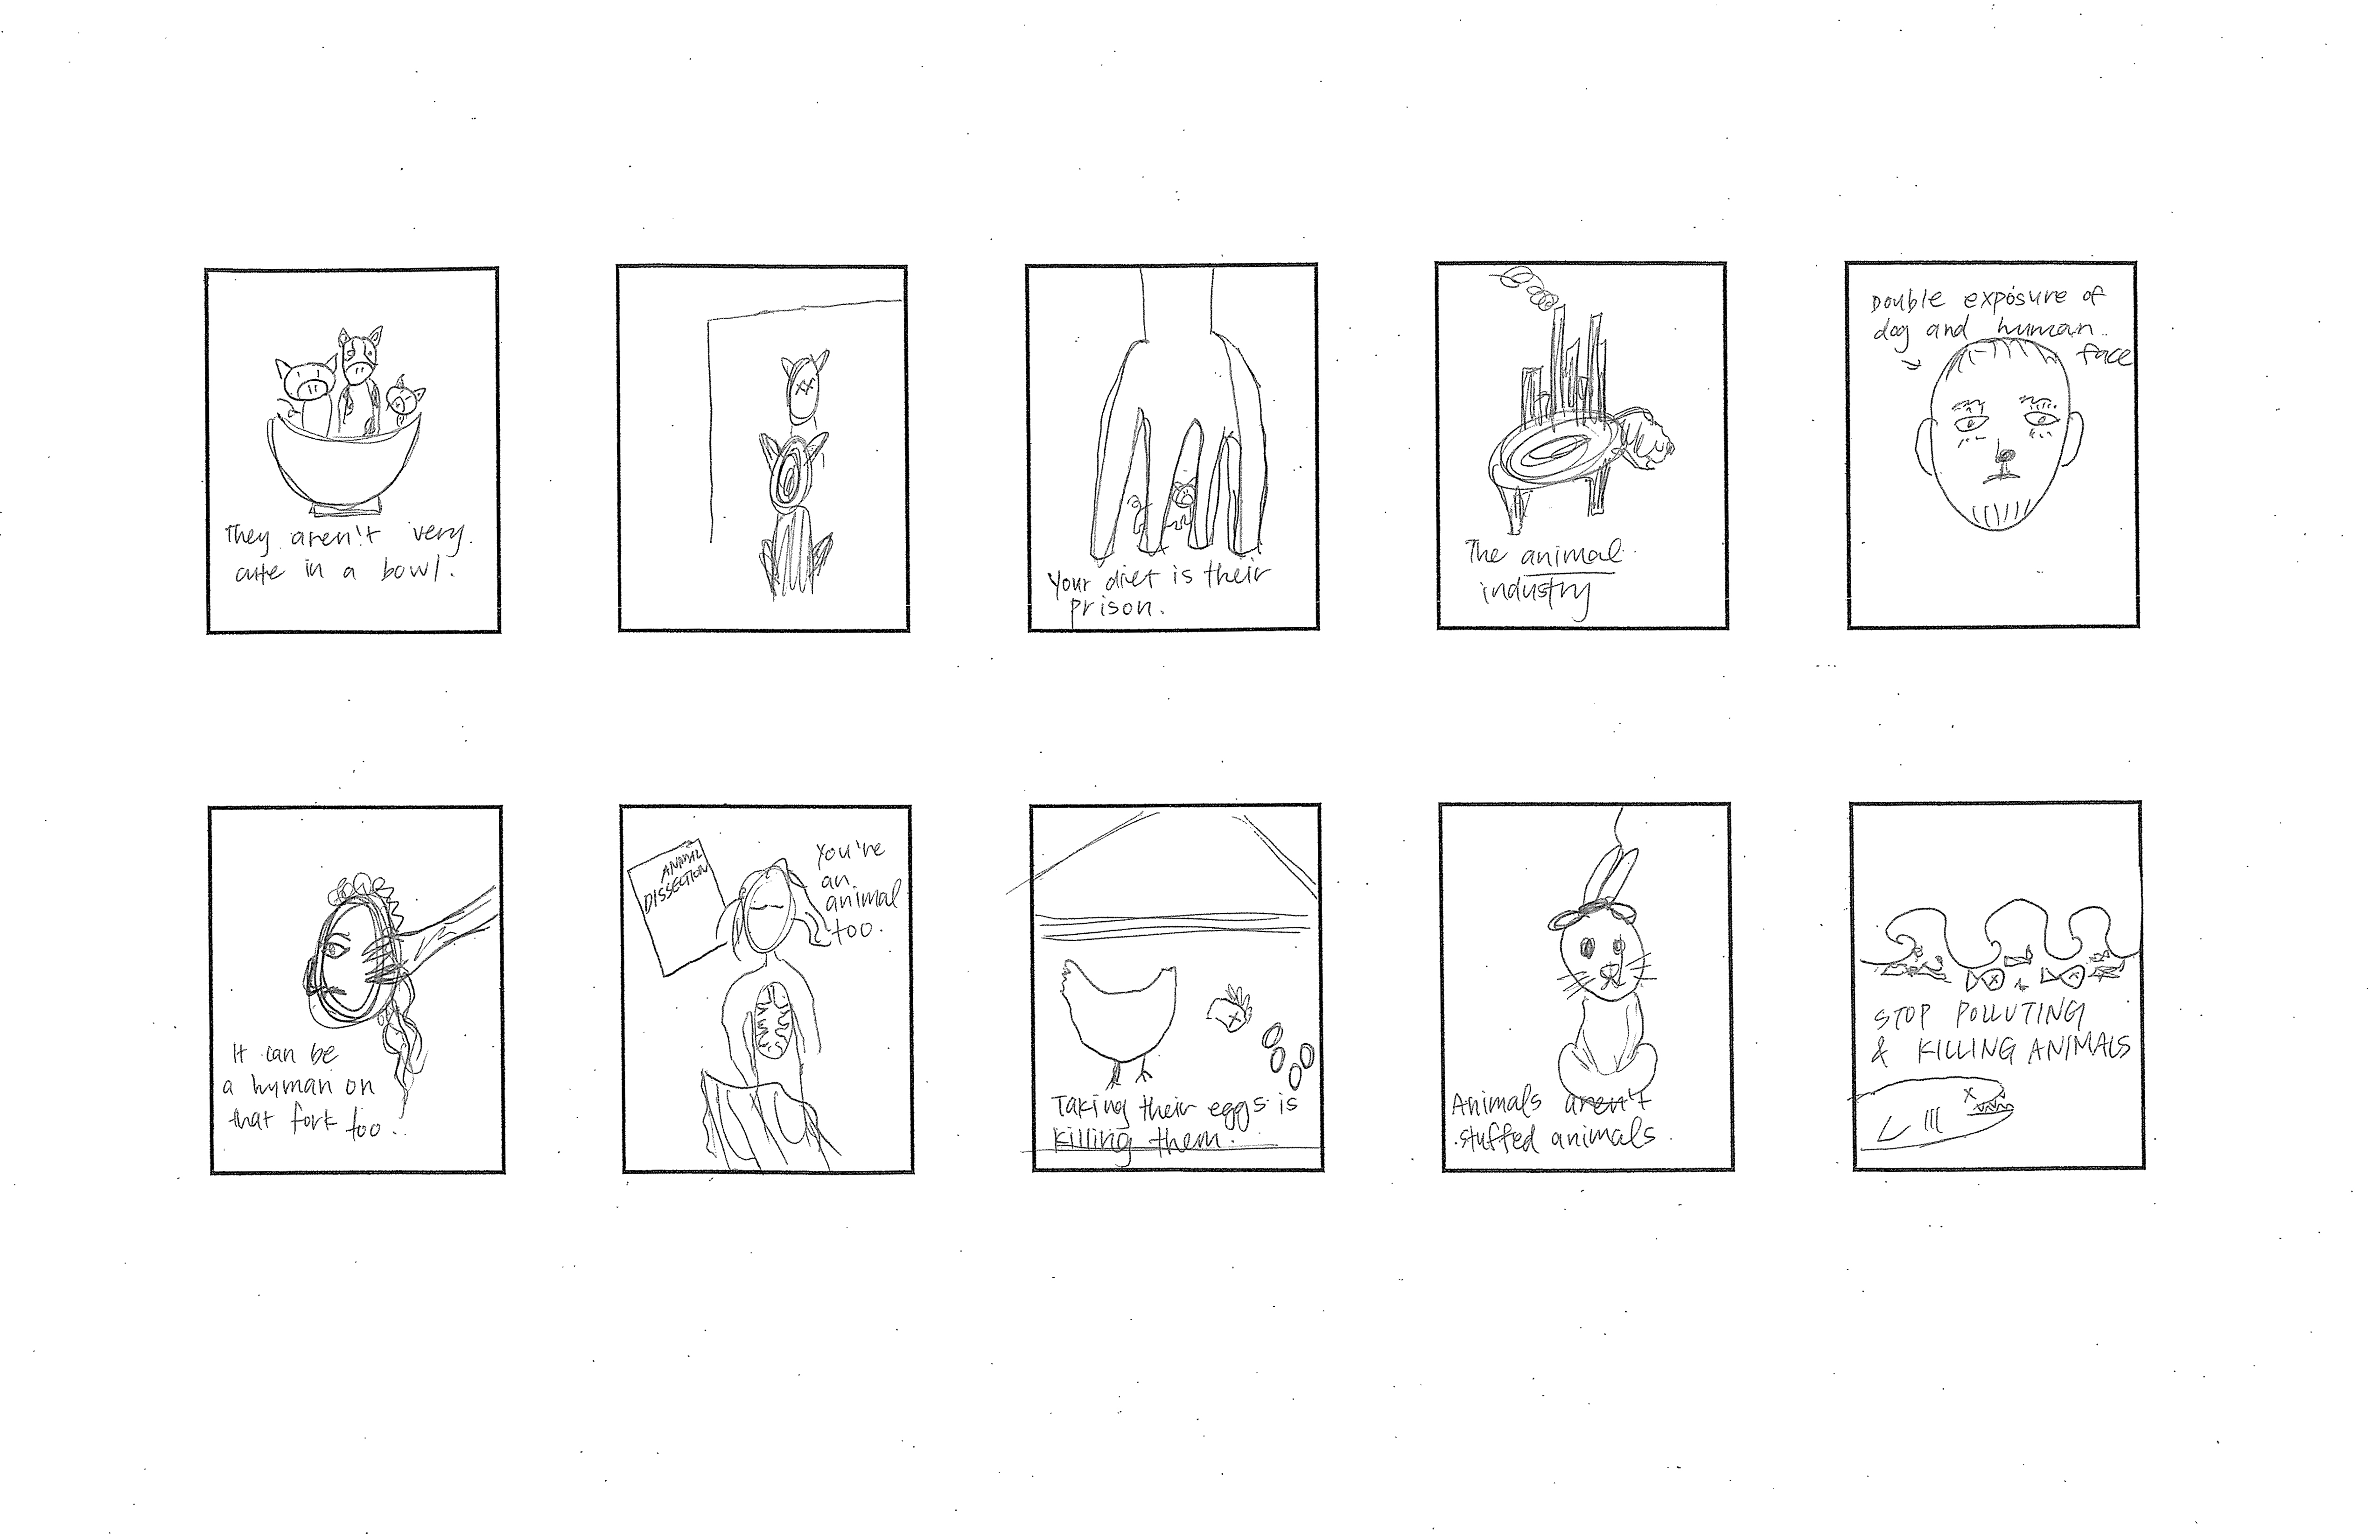 They aren't very
cute in a bowl.
Your diet is their
prison.
The animal
industry
Double exposure of
dog and human
face
It can be
a human on
that fork too.
ANIMAL
DISSECTION
You're
an
animal
too.
Taking their eggs is
killing them.
Animals aren't
stuffed animals.
STOP POLLUTING
& KILLING ANIMALS